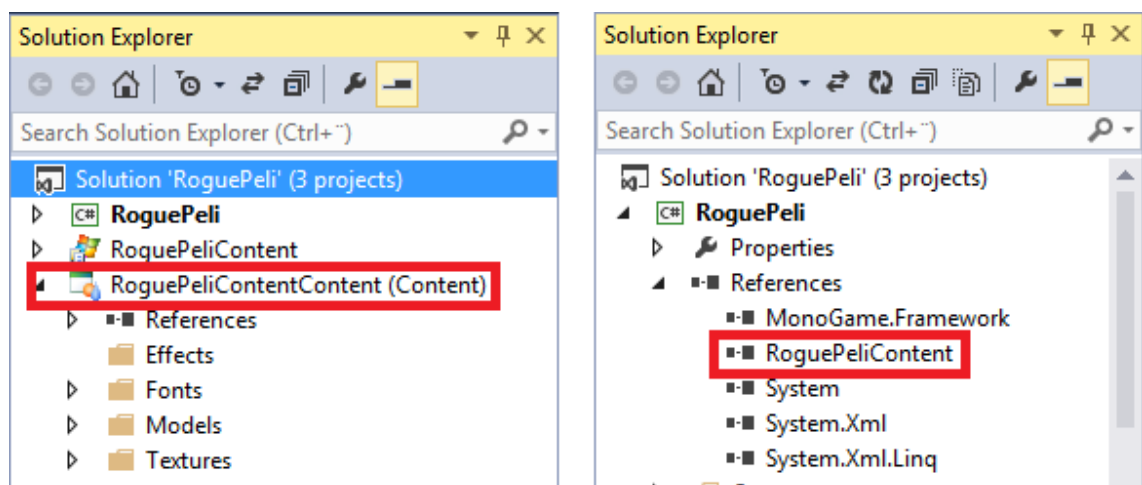 Solution Explorer
Search Solution Explorer (Ctrl+¨)
Solution 'RoguePeli' (3 projects)
C# RoguePeli
RoguePeliContent
RoguePeliContentContent (Content)
References
Effects
Fonts
Models
Textures
Solution Explorer
Search Solution Explorer (Ctrl+¨)
Solution 'RoguePeli' (3 projects)
C# RoguePeli
Properties
References
MonoGame.Framework
RoguePeliContent
System
System.Xml
System.Xml.Linq